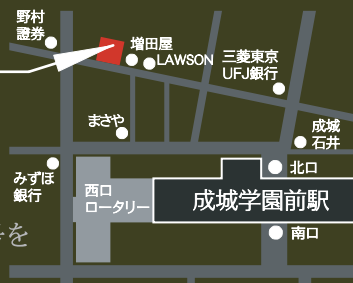 野村
證券
増田屋
LAWSON
三菱東京
UFJ銀行
まさや
成城
石井
みずほ
銀行
西口
ロータリー
北口
成城学園前駅
南口
を